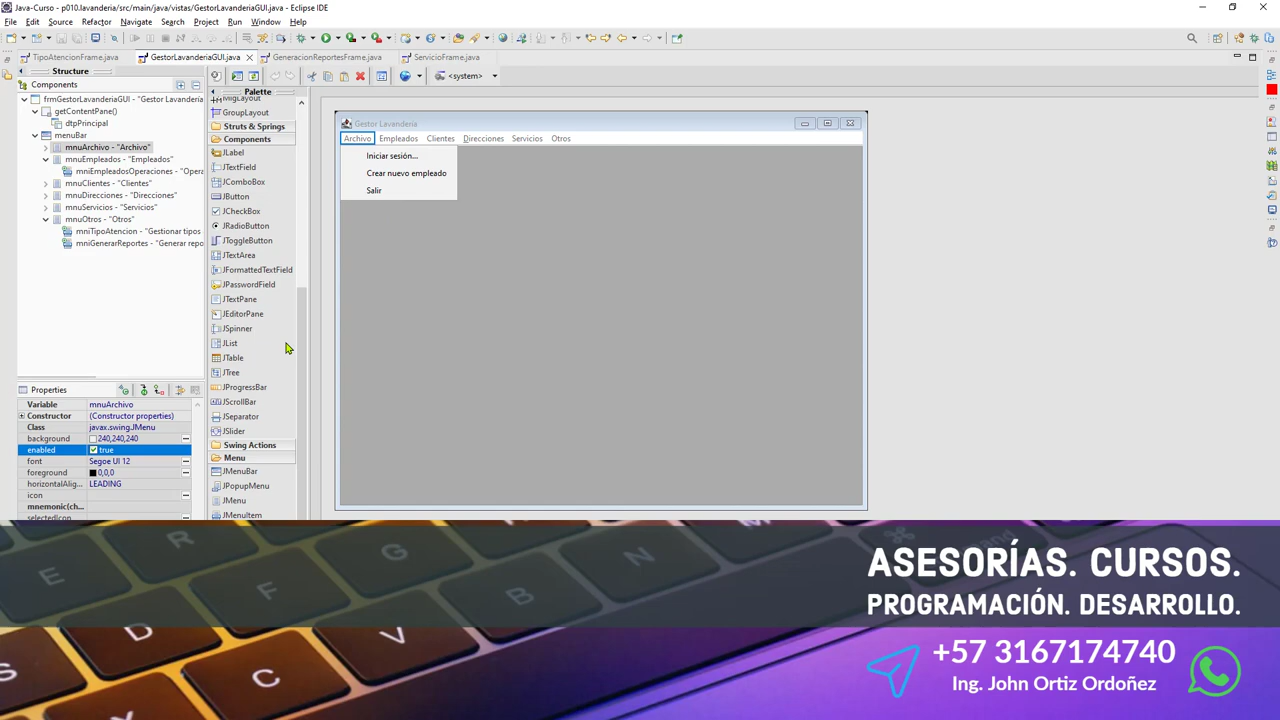 Java-Curso - p010.lavanderia/src/main/java/vistas/GestorLavanderiaGUI.java - Eclipse IDE
File Edit Source Refactor Navigate Search Project Run Window Help
TipoAtencionFrame.java GestorLavanderiaGUI.java GeneracionReportesFrame.java ServicioFrame.java
Structure
Components
frmGestorLavanderiaGUI - "Gestor Lavandería
getContentPane()
dtpPrincipal
menuBar
mnuArchivo - "Archivo"
mnuEmpleados - "Empleados"
mniEmpleadosOperaciones - "Opera
mnuClientes - "Clientes"
mnuDirecciones - "Direcciones"
mnuServicios - "Servicios"
mnuOtros - "Otros"
mniTipoAtencion - "Gestionar tipos
mniGenerarReportes - "Generar repo
Properties
Variable mnuArchivo
Constructor (Constructor properties)
Class javax.swing.JMenu
background 240,240,240
enabled true
font Segoe UI 12
foreground 0,0,0
horizontalAlig... LEADING
icon
mnemonic(ch...
selectedIcon
<system>
Palette
MigLayout
GroupLayout
Struts & Springs
Components
JLabel
JTextField
JComboBox
JButton
JCheckBox
JRadioButton
JToggleButton
JTextArea
JFormattedTextField
JPasswordField
JTextPane
JEditorPane
JSpinner
JList
JTable
JTree
JProgressBar
JScrollBar
JSeparator
JSlider
Swing Actions
Menu
JMenuBar
JPopupMenu
JMenu
JMenuItem
Gestor Lavandería
Archivo Empleados Clientes Direcciones Servicios Otros
Iniciar sesión...
Crear nuevo empleado
Salir
E R T I M
F G C V B N
D
ASESORÍAS. CURSOS.
PROGRAMACIÓN. DESARROLLO.
+57 3167174740
Ing. John Ortiz Ordoñez